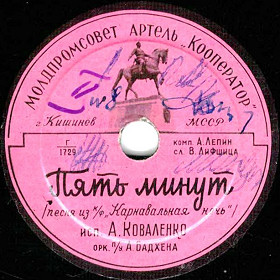 Молдпромсовет Артель „Кооператор"
г. Кишинев МССР
Г
1729
комп. А.Лепин
сл. В.Лифшица
Пять минут
(песня из к/ф „Карнавальная ночь")
исп. А.Коваленко
орк. п/у А.Бадхена